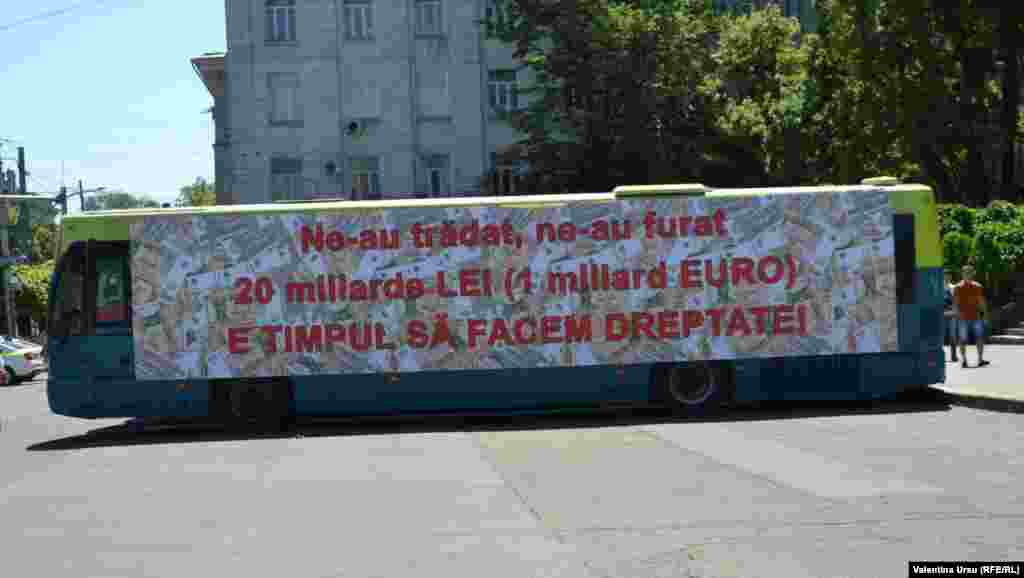 Ne-au trădat, ne-au furat
20 miliarde LEI (1 miliard EURO)
E TIMPUL SĂ FACEM DREPTATE!
Valentina Ursu (RFE/RL)